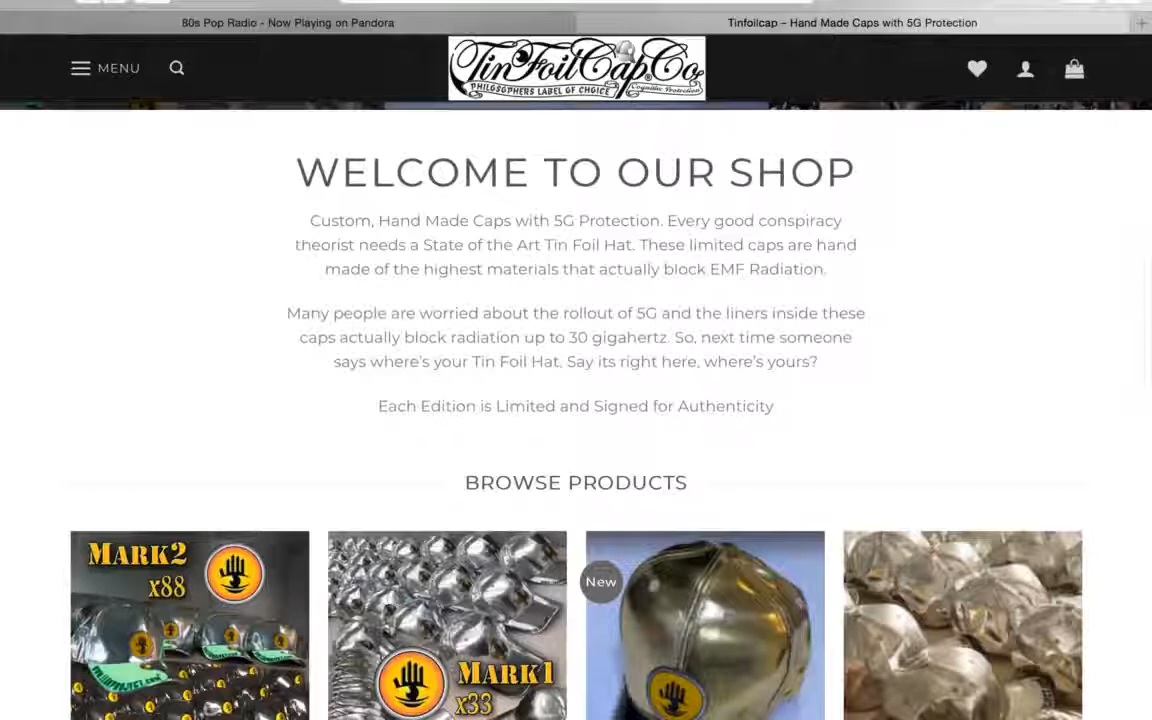 80s Pop Radio - Now Playing on Pandora
Tinfoilcap – Hand Made Caps with 5G Protection
MENU
TinFoilCapCo
PHILOSOPHERS LABEL OF CHOICE
Cognitive Protection
WELCOME TO OUR SHOP
Custom, Hand Made Caps with 5G Protection. Every good conspiracy
theorist needs a State of the Art Tin Foil Hat. These limited caps are hand
made of the highest materials that actually block EMF Radiation.
Many people are worried about the rollout of 5G and the liners inside these
caps actually block radiation up to 30 gigahertz. So, next time someone
says where's your Tin Foil Hat, Say its right here, where's yours?
Each Edition is Limited and Signed for Authenticity
BROWSE PRODUCTS
MARK2
x88
New
MARK1
x33